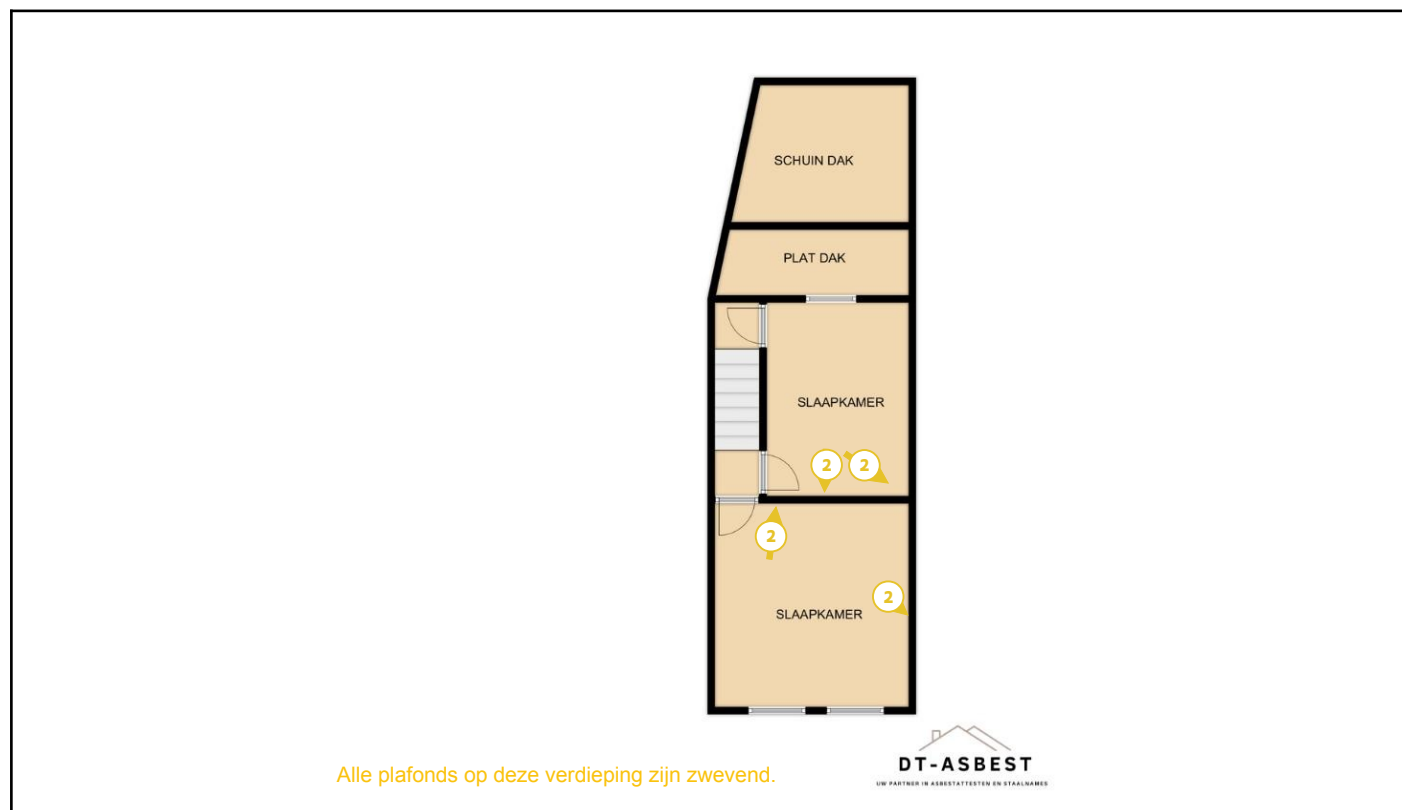 SCHUIN DAK
PLAT DAK
SLAAPKAMER
2 2
2
2
SLAAPKAMER
Alle plafonds op deze verdieping zijn zwevend.
DT-ASBEST
UW PARTNER IN ASBESTATTESTEN EN STAALNAMES